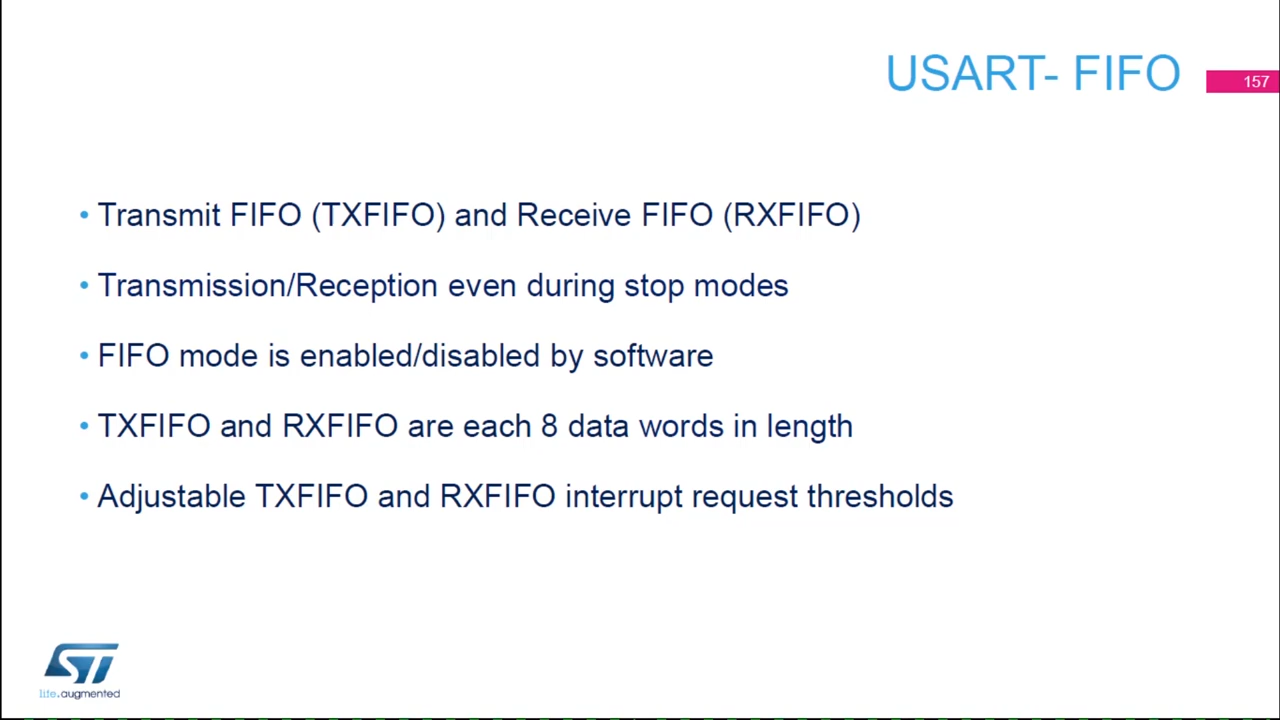 USART- FIFO
157
• Transmit FIFO (TXFIFO) and Receive FIFO (RXFIFO)
• Transmission/Reception even during stop modes
• FIFO mode is enabled/disabled by software
• TXFIFO and RXFIFO are each 8 data words in length
• Adjustable TXFIFO and RXFIFO interrupt request thresholds
ST
life.augmented